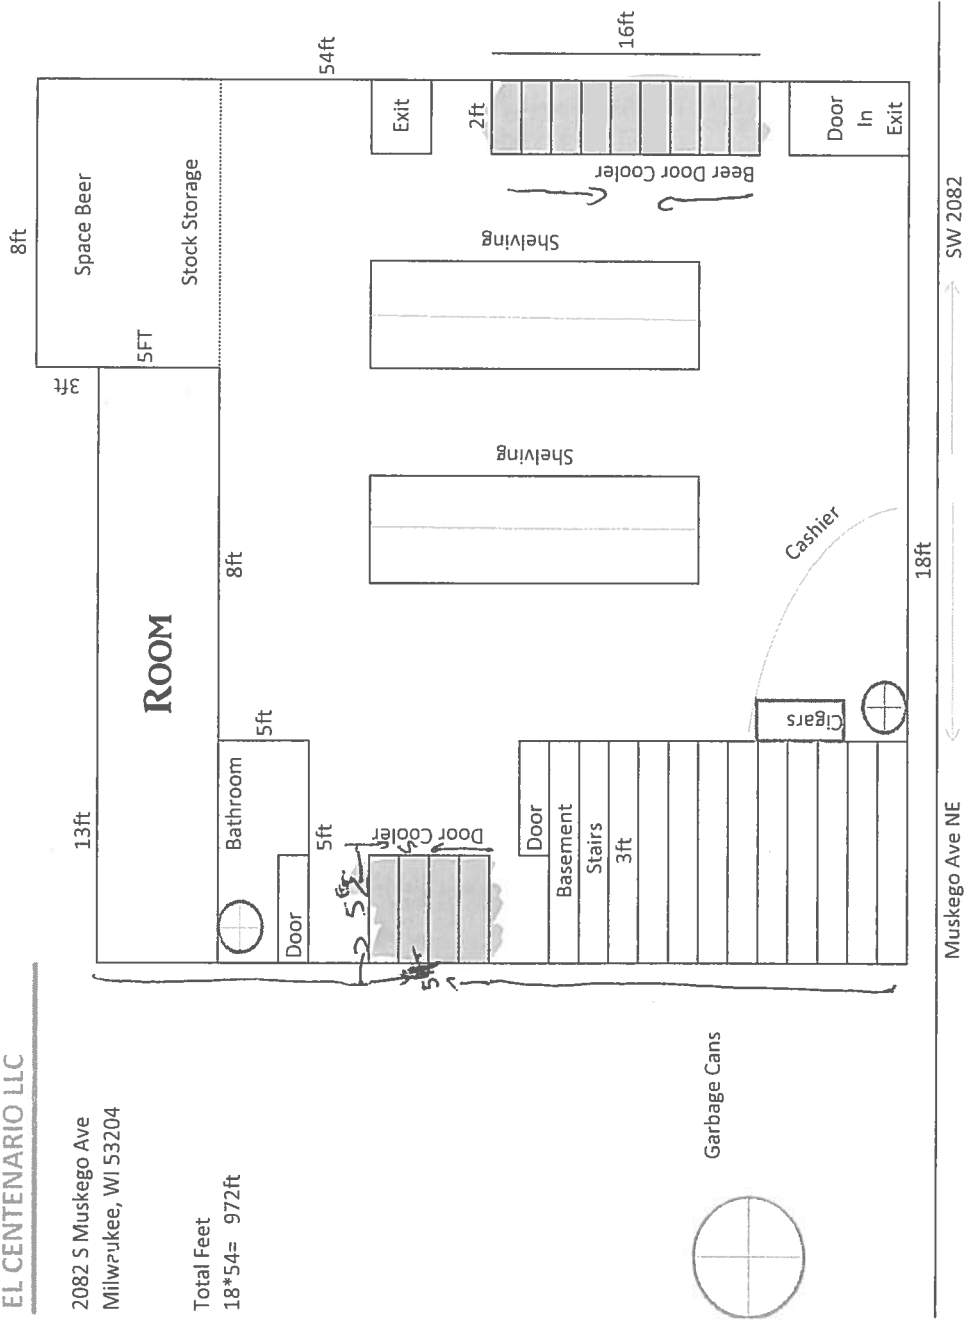 EL CENTENARIO LLC
2082 S Muskego Ave
Milwaukee, WI 53204
Total Feet
18*54= 972ft
Garbage Cans
13ft
ROOM
3ft
8ft
Space Beer
Stock Storage
5FT
54ft
8ft
5ft
Bathroom
Door
5ft
Door Cooler
5
5
Door
Basement
Stairs
3ft
Shelving
Shelving
Exit
2ft
16ft
Beer Door Cooler
Door
In
Exit
Cashier
Cigars
18ft
Muskego Ave NE
SW 2082